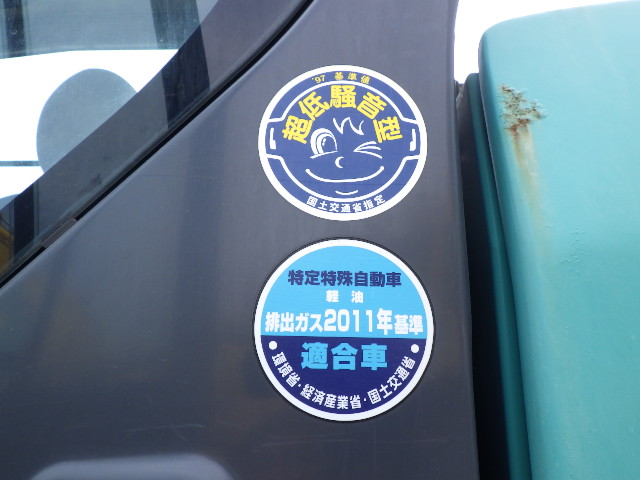 '97 基準値
超低騒音型
国土交通省指定
特定特殊自動車
軽油
排出ガス2011年基準
適合車
・環境省・経済産業省・国土交通省・